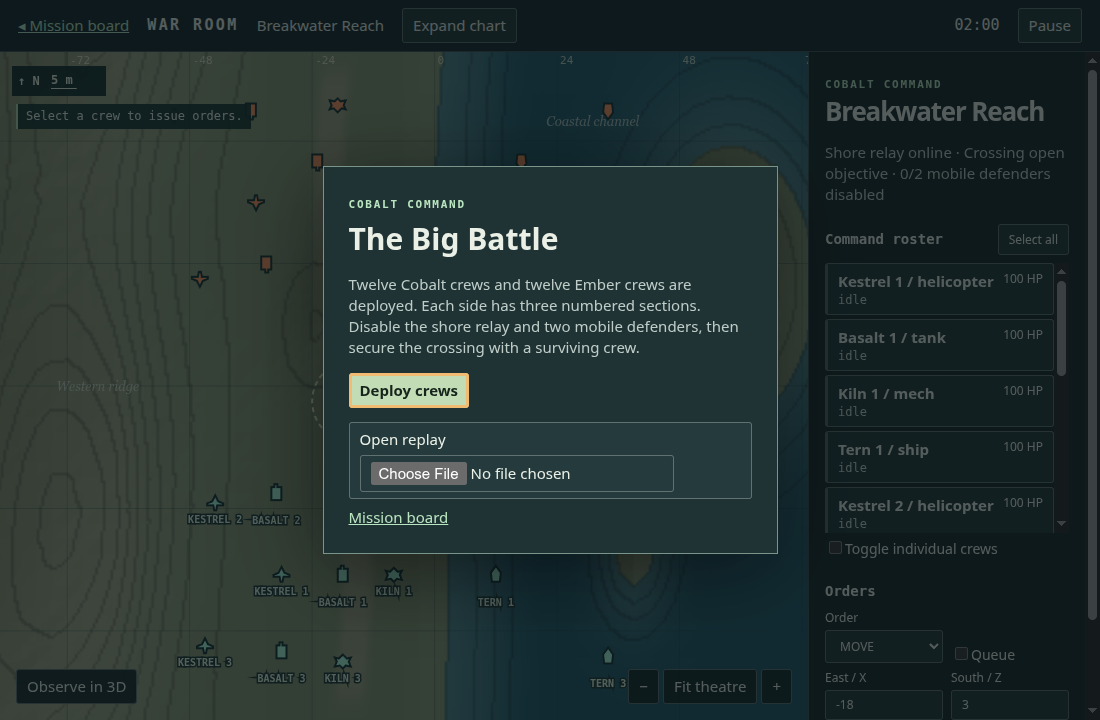 ◂ Mission board WAR ROOM Breakwater Reach Expand chart 02:00 Pause
-72 -48 -24 0 24 48
↑ N 5 m
Select a crew to issue orders.
Coastal channel
Western ridge
COBALT COMMAND
The Big Battle
Twelve Cobalt crews and twelve Ember crews are
deployed. Each side has three numbered sections.
Disable the shore relay and two mobile defenders, then
secure the crossing with a surviving crew.
Deploy crews
Open replay
Choose File No file chosen
Mission board
KESTREL 2 BASALT 2
KESTREL 1 KILN 1
BASALT 1 TERN 1
KESTREL 3
BASALT 3 KILN 3
TERN 3
Observe in 3D − Fit theatre +
COBALT COMMAND
Breakwater Reach
Shore relay online · Crossing open
objective · 0/2 mobile defenders
disabled
Command roster Select all
Kestrel 1 / helicopter 100 HP
idle
Basalt 1 / tank 100 HP
idle
Kiln 1 / mech 100 HP
idle
Tern 1 / ship 100 HP
idle
Kestrel 2 / helicopter 100 HP
idle
Toggle individual crews
Orders
Order
MOVE Queue
East / X South / Z
-18 3